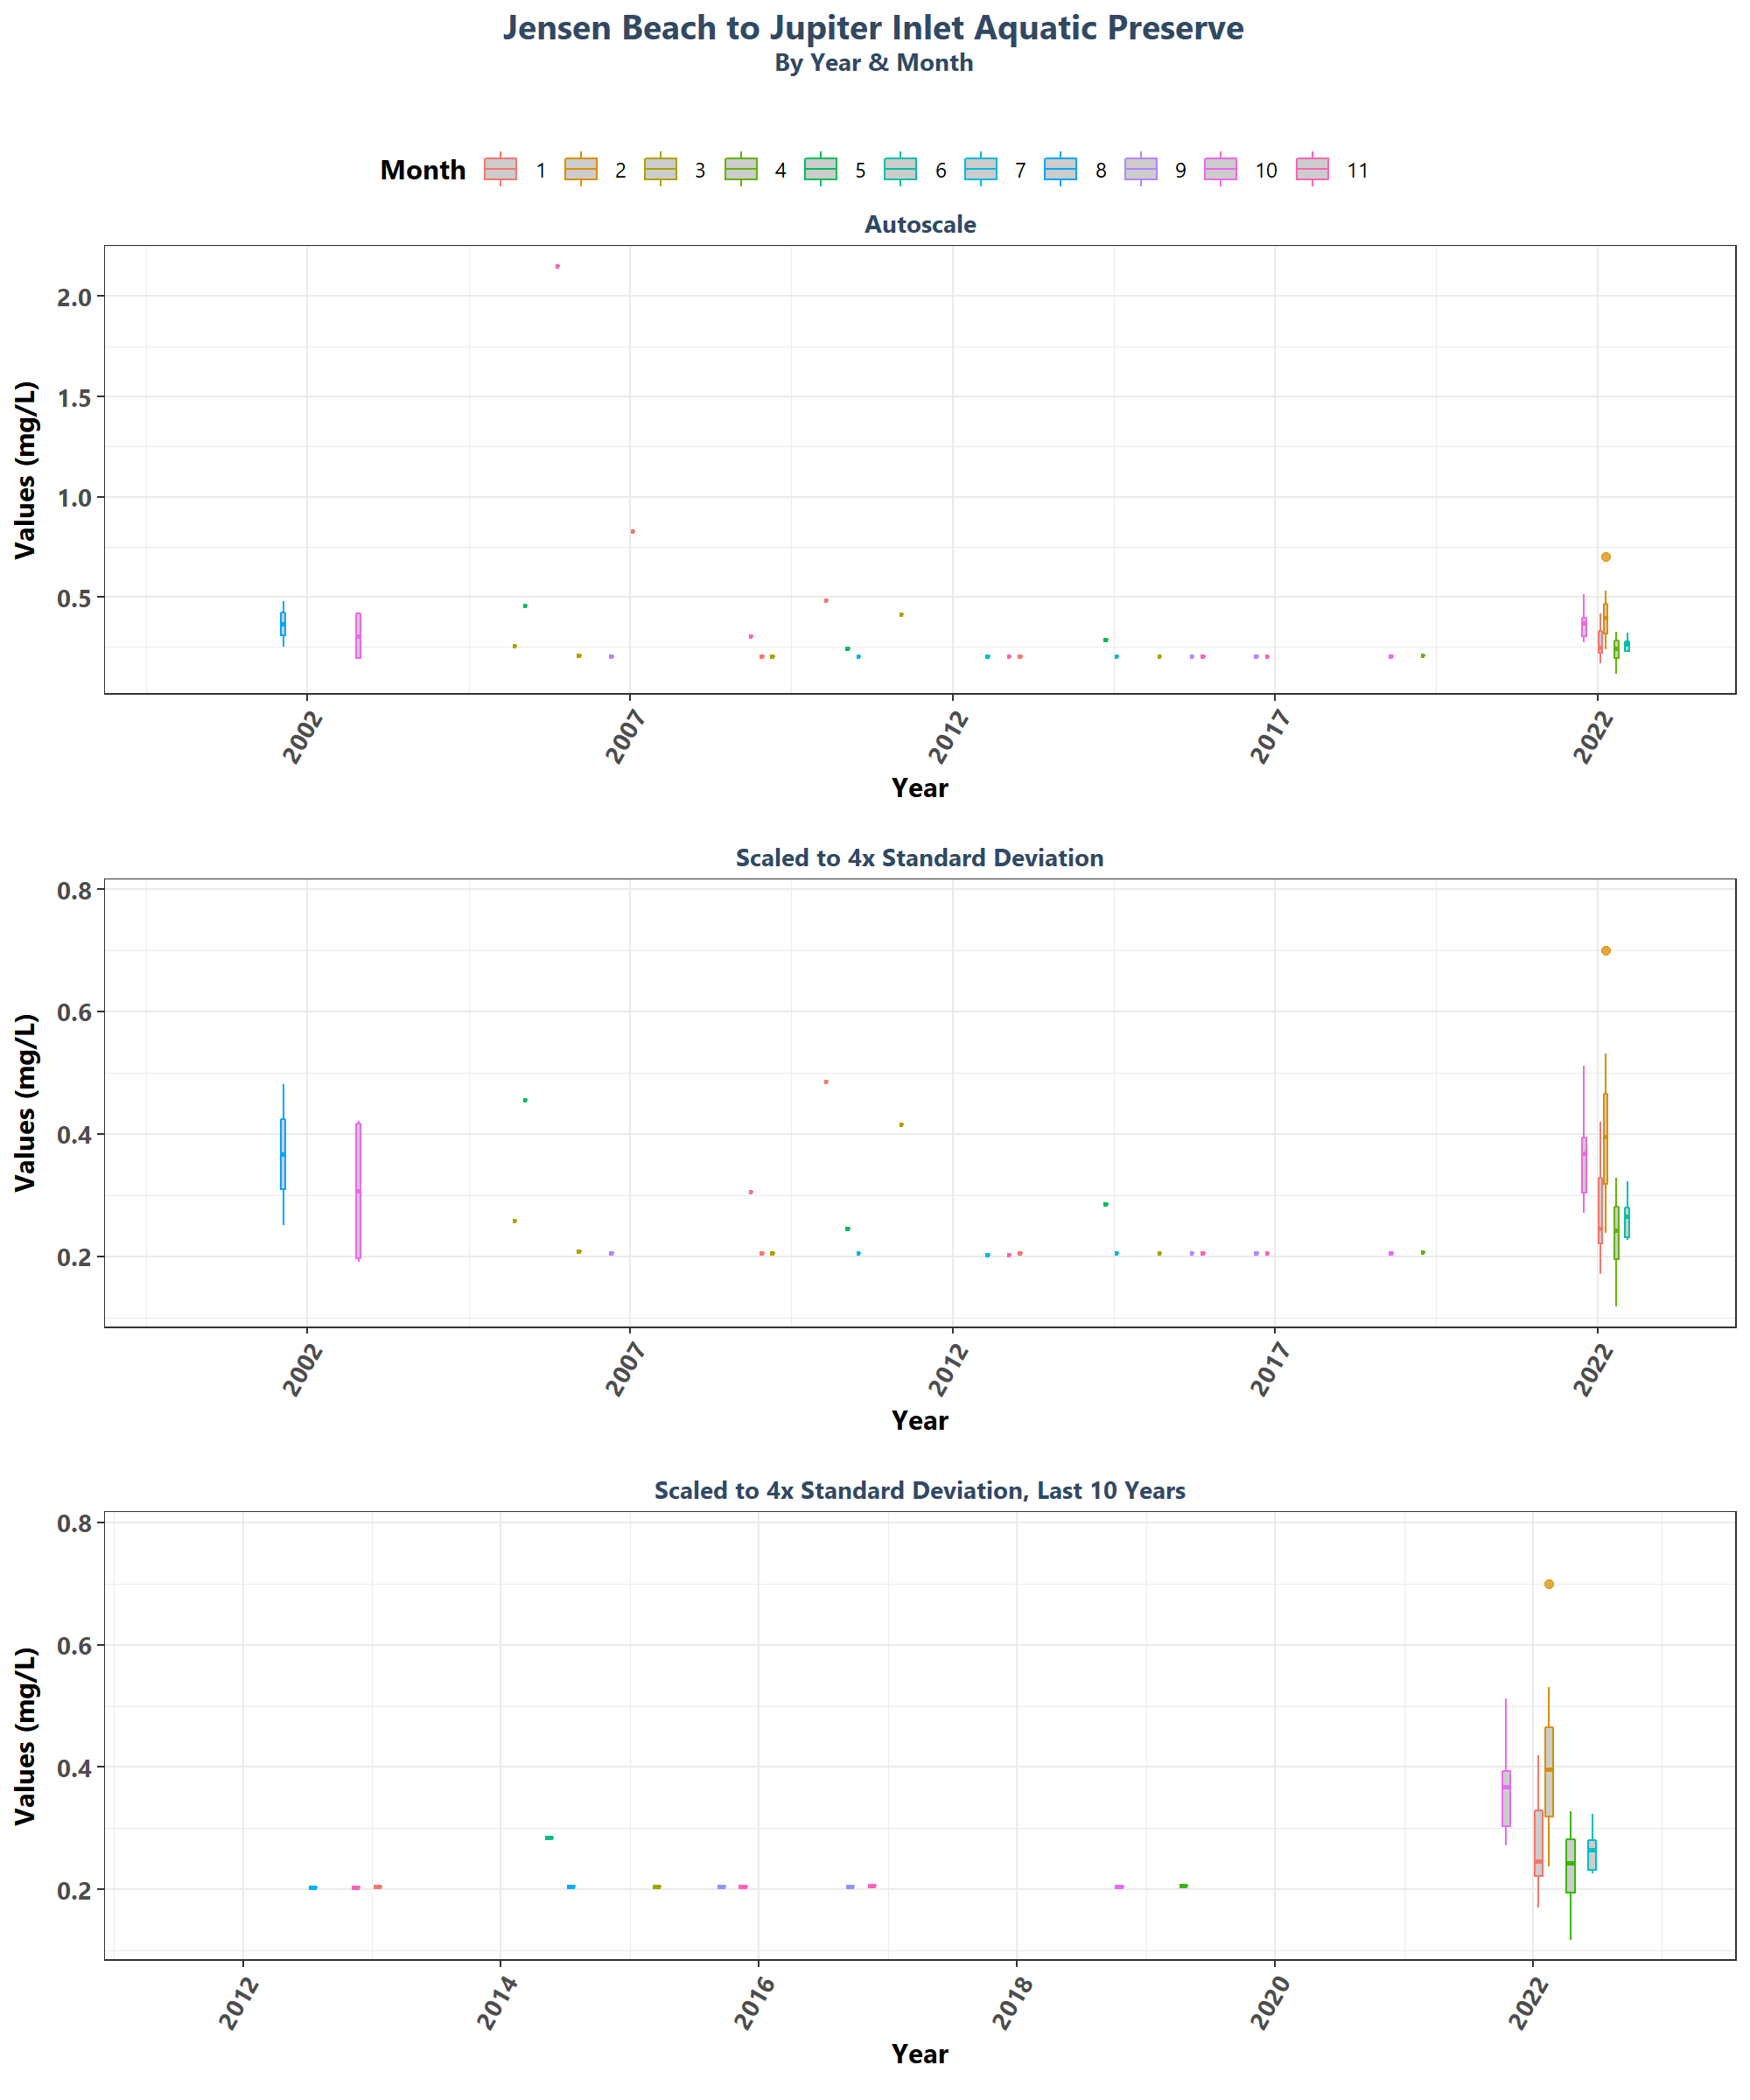 Jensen Beach to Jupiter Inlet Aquatic Preserve
By Year & Month
Month 1 2 3 4 5 6 7 8 9 10 11
Autoscale
Values (mg/L)
2.0
1.5
1.0
0.5
2002 2007 2012 2017 2022
Year
Scaled to 4x Standard Deviation
Values (mg/L)
0.8
0.6
0.4
0.2
2002 2007 2012 2017 2022
Year
Scaled to 4x Standard Deviation, Last 10 Years
Values (mg/L)
0.8
0.6
0.4
0.2
2012 2014 2016 2018 2020 2022
Year